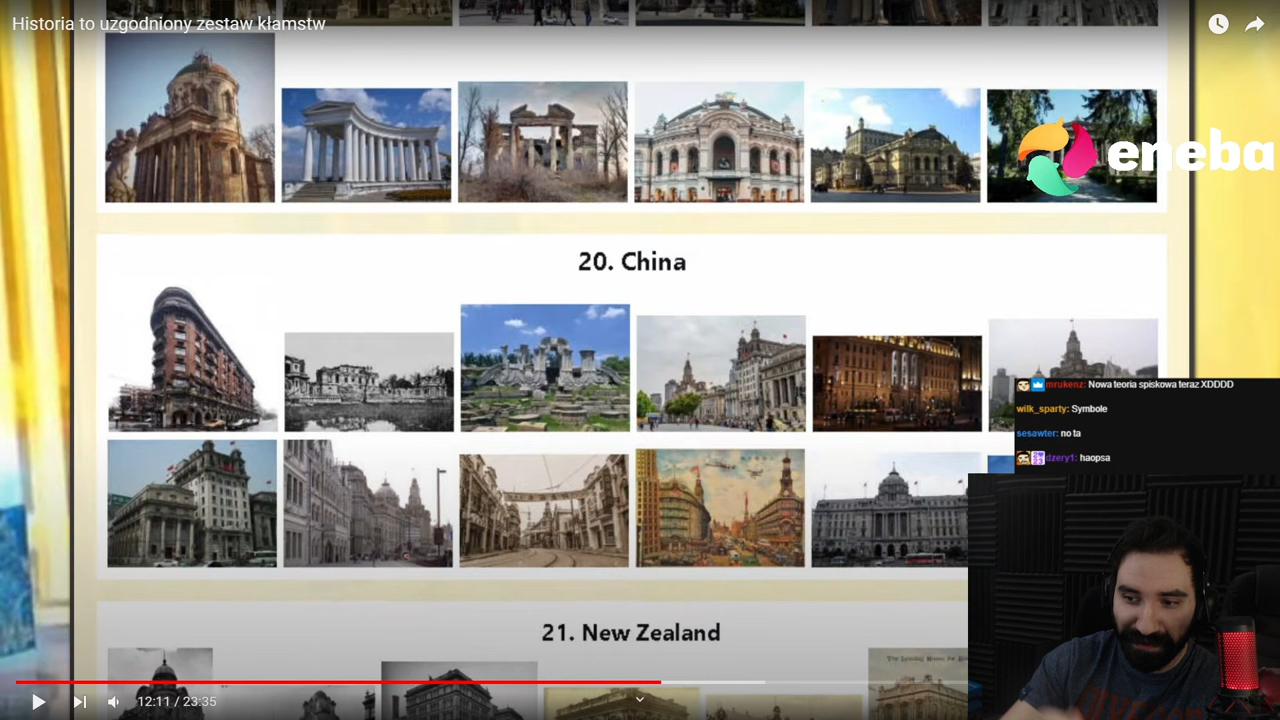 Historia to uzgodniony zestaw kłamstw
eneba
20. China
mrukenz: Nowa teoria spiskowa teraz XDDDD
wilk_sparty: Symbole
sesawter: no ta
dzery1: haopsa
21. New Zealand
12:11 / 23:35